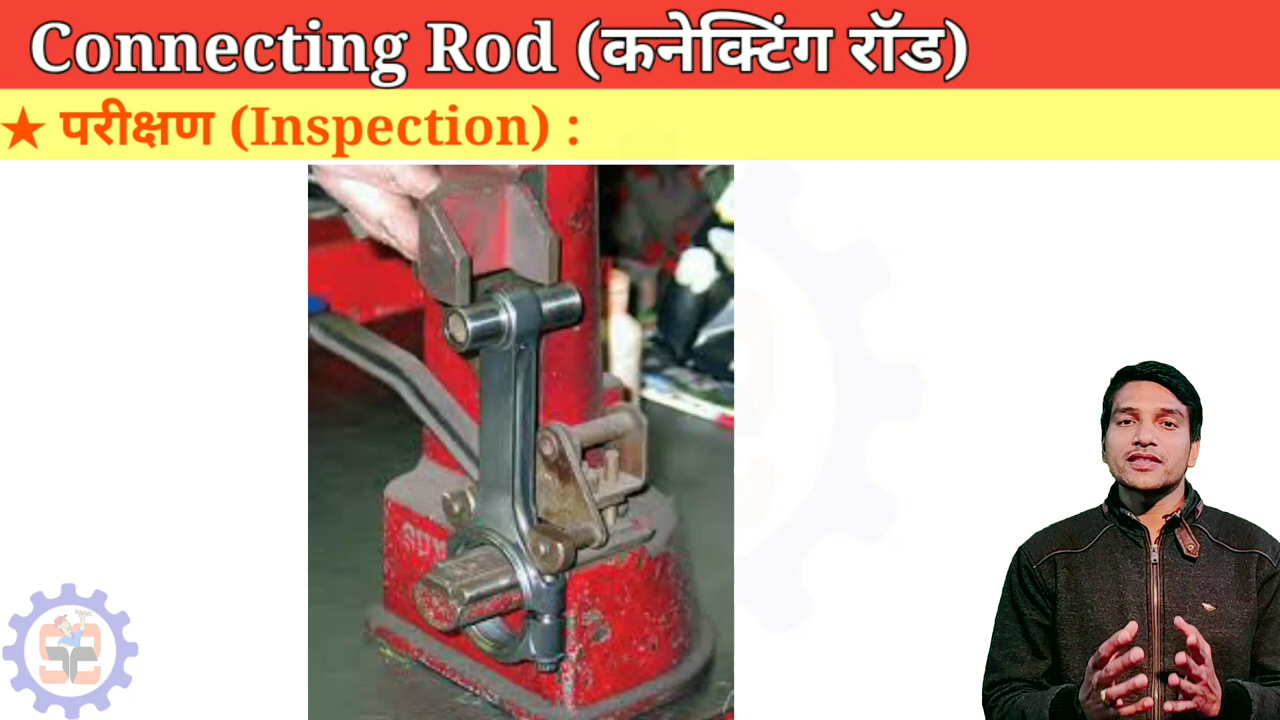 Connecting Rod (कनेक्टिंग रॉड)
★ परीक्षण (Inspection) :